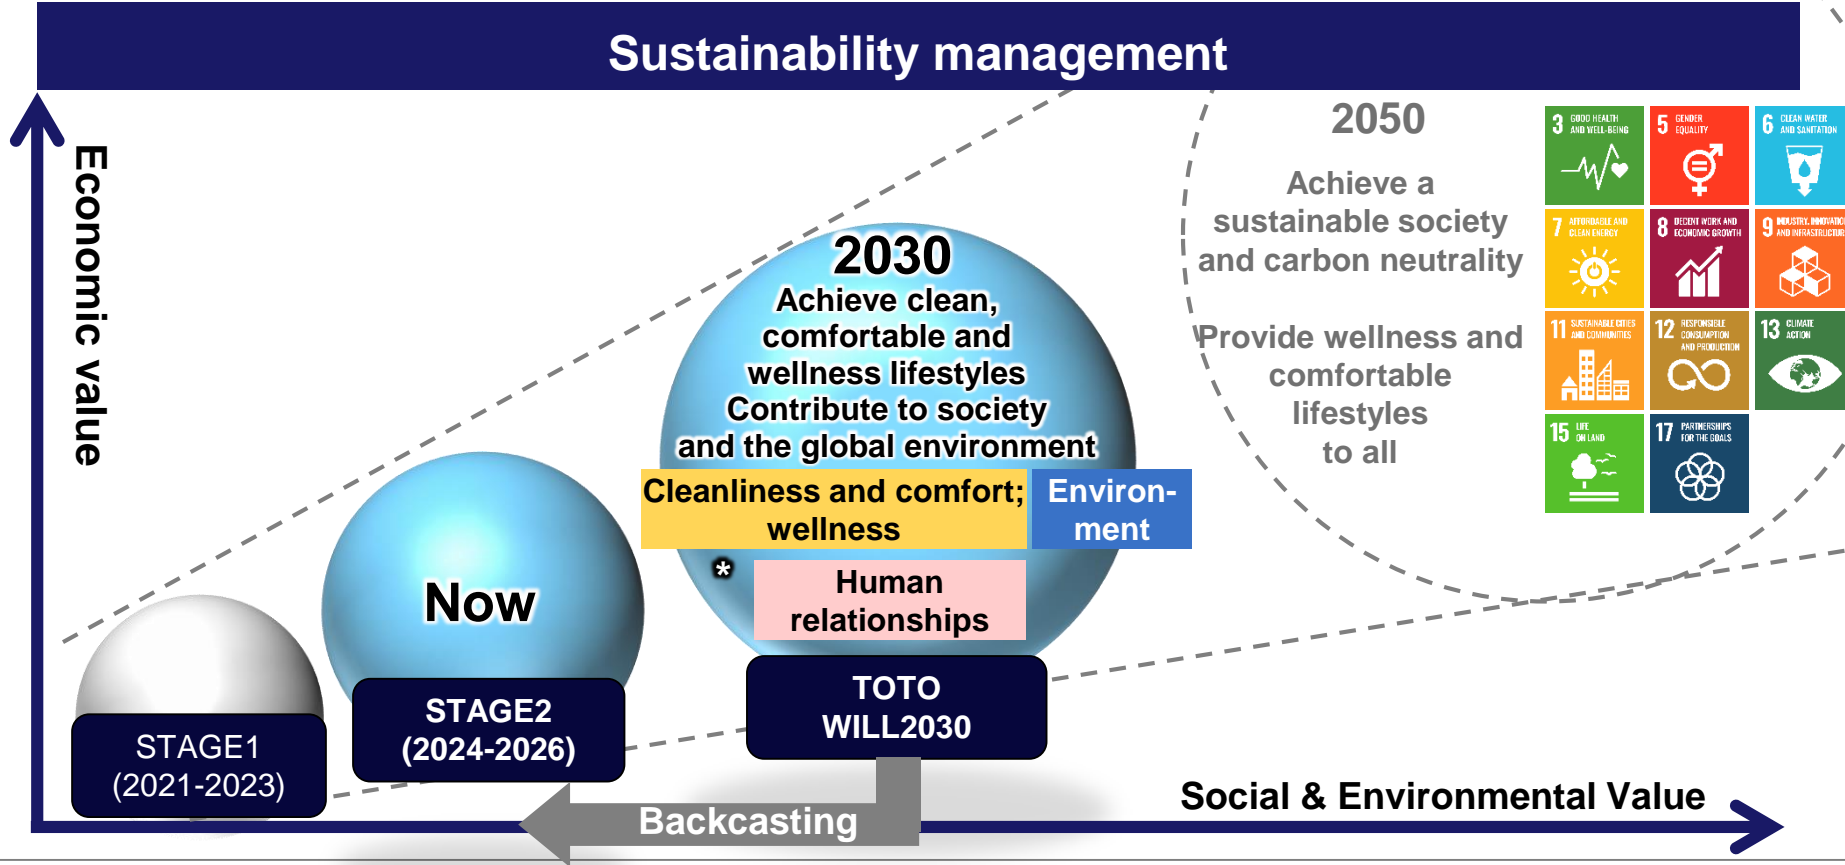 Sustainability management
Economic value
2050
Achieve a
sustainable society
and carbon neutrality
Provide wellness and
comfortable
lifestyles
to all
3 GOOD HEALTH
AND WELL-BEING
5 GENDER
EQUALITY
6 CLEAN WATER
AND SANITATION
7 AFFORDABLE AND
CLEAN ENERGY
8 DECENT WORK AND
ECONOMIC GROWTH
9 INDUSTRY, INNOVATIO
AND INFRASTRUCTUR
11 SUSTAINABLE CITIES
AND COMMUNITIES
12 RESPONSIBLE
CONSUMPTION
AND PRODUCTION
13 CLIMATE
ACTION
15 LIFE
ON LAND
17 PARTNERSHIPS
FOR THE GOALS
2030
Achieve clean,
comfortable and
wellness lifestyles
Contribute to society
and the global environment
Cleanliness and comfort;
wellness
Environ-
ment
*
Human
relationships
Now
STAGE1
(2021-2023)
STAGE2
(2024-2026)
TOTO
WILL2030
Backcasting
Social & Environmental Value